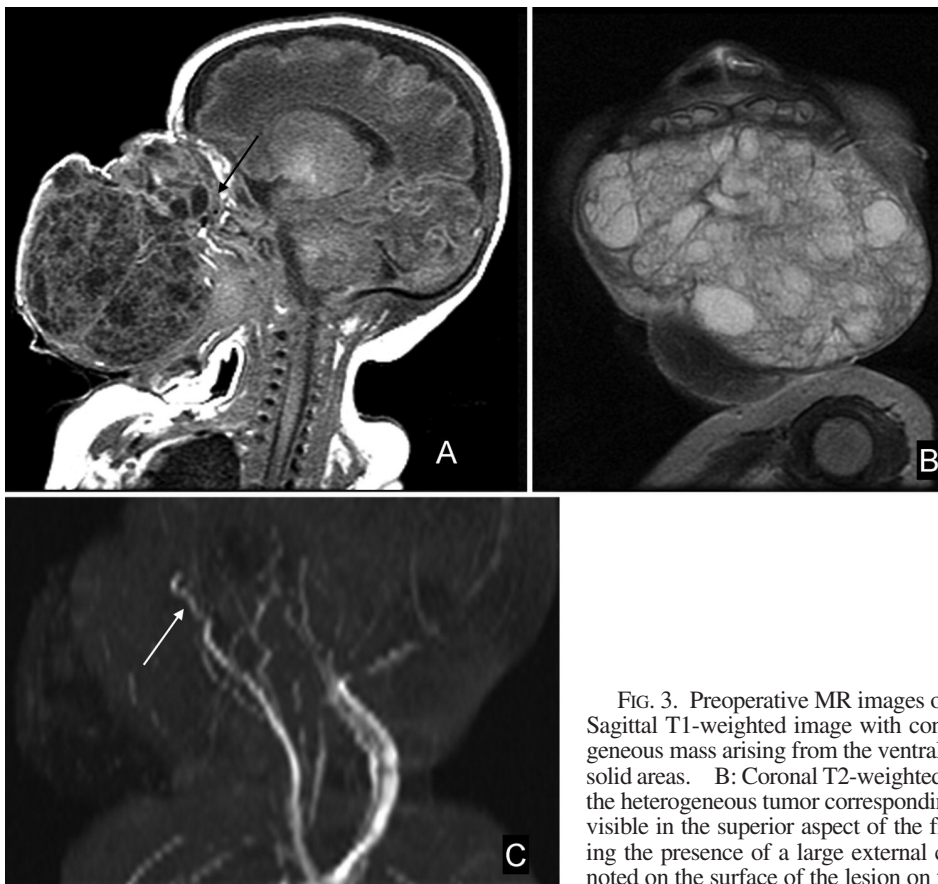 A
B
C
FIG. 3. Preoperative MR images o
Sagittal T1-weighted image with con
geneous mass arising from the ventral
solid areas. B: Coronal T2-weighted
the heterogeneous tumor correspondin
visible in the superior aspect of the f
ing the presence of a large external c
noted on the surface of the lesion on